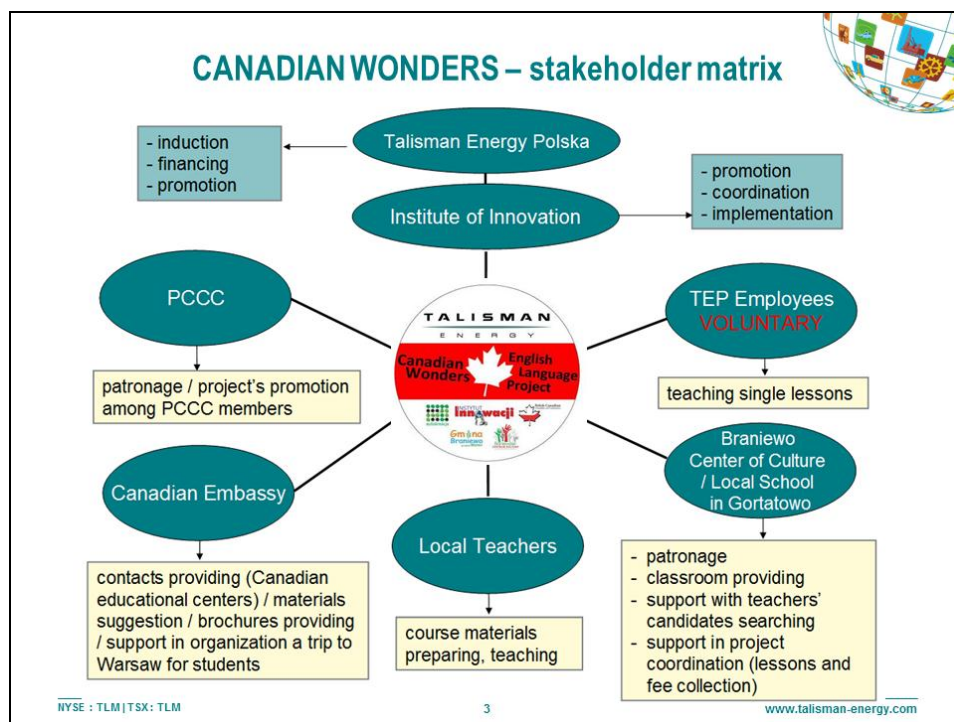 CANADIAN WONDERS – stakeholder matrix
- induction
- financing
- promotion
Talisman Energy Polska
- promotion
- coordination
- implementation
Institute of Innovation
PCCC
TEP Employees
VOLUNTARY
TALISMAN
ENERGY
Canadian
Wonders
English
Language
Project
patronage / project's promotion
among PCCC members
teaching single lessons
INSTYTUT
Innowacji
Gmina
Braniewo
Canadian Embassy
Local Teachers
Braniewo
Center of Culture
/ Local School
in Gortatowo
contacts providing (Canadian
educational centers) / materials
suggestion / brochures providing
/ support in organization a trip to
Warsaw for students
course materials
preparing, teaching
- patronage
- classroom providing
- support with teachers'
candidates searching
- support in project
coordination (lessons and
fee collection)
NYSE : TLM | TSX: TLM
3
www.talisman-energy.com